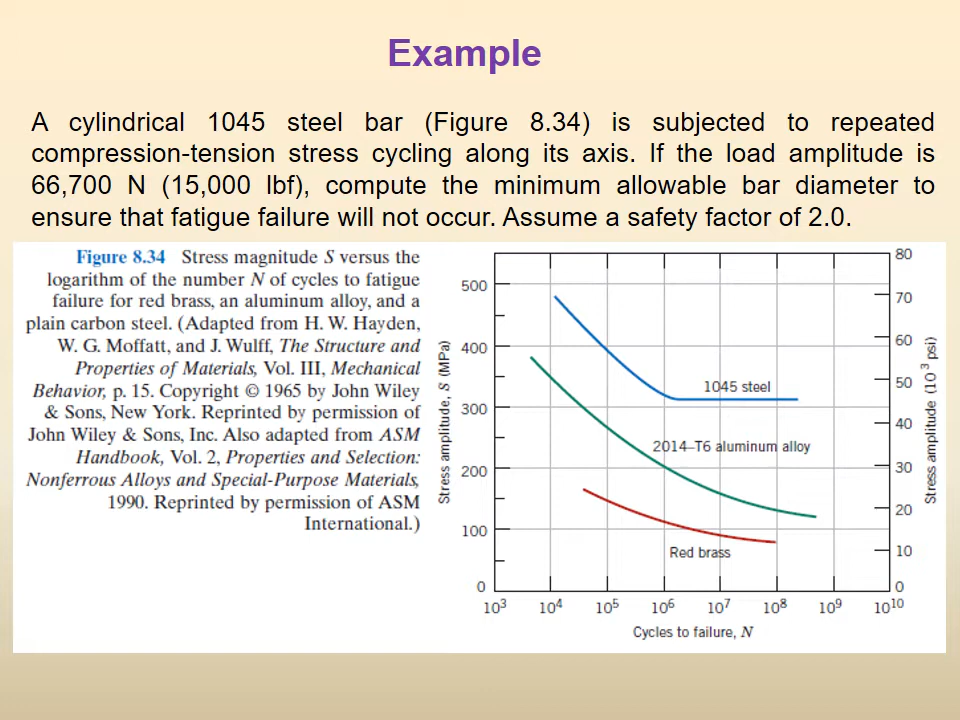 Example
A cylindrical 1045 steel bar (Figure 8.34) is subjected to repeated
compression-tension stress cycling along its axis. If the load amplitude is
66,700 N (15,000 lbf), compute the minimum allowable bar diameter to
ensure that fatigue failure will not occur. Assume a safety factor of 2.0.
Figure 8.34 Stress magnitude S versus the
logarithm of the number N of cycles to fatigue
failure for red brass, an aluminum alloy, and a
plain carbon steel. (Adapted from H. W. Hayden,
W. G. Moffatt, and J. Wulff, The Structure and
Properties of Materials, Vol. III, Mechanical
Behavior, p. 15. Copyright © 1965 by John Wiley
& Sons, New York. Reprinted by permission of
John Wiley & Sons, Inc. Also adapted from ASM
Handbook, Vol. 2, Properties and Selection:
Nonferrous Alloys and Special-Purpose Materials,
1990. Reprinted by permission of ASM
International.)
Stress amplitude, S (MPa)
500
400
300
200
100
0
1045 steel
2014–T6 aluminum alloy
Red brass
80
70
60
50
40
30
20
10
0
Stress amplitude (10³ psi)
10³ 10⁴ 10⁵ 10⁶ 10⁷ 10⁸ 10⁹ 10¹⁰
Cycles to failure, N